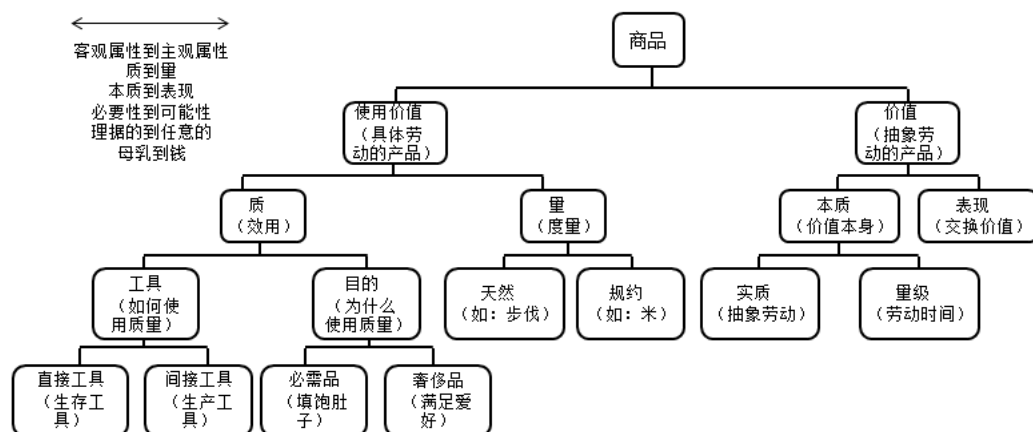 客观属性到主观属性
质到量
本质到表现
必要性到可能性
理据的到任意的
母乳到钱
商品
使用价值
（具体劳
动的产品）
价值
（抽象劳
动的产品）
质
（效用）
量
（度量）
本质
（价值本身）
表现
（交换价值）
工具
（如何使
用质量）
目的
（为什么
使用质量）
天然
（如：步伐）
规约
（如：米）
实质
（抽象劳动）
量级
（劳动时间）
直接工具
（生存工
具）
间接工具
（生产工
具）
必需品
（填饱肚
子）
奢侈品
（满足爱
好）